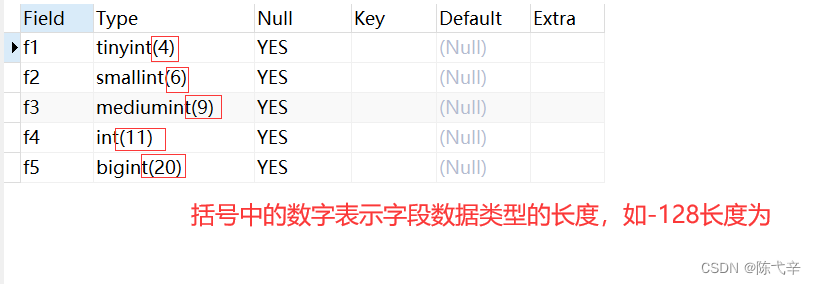 Field Type Null Key Default Extra
f1 tinyint(4) YES (Null)
f2 smallint(6) YES (Null)
f3 mediumint(9) YES (Null)
f4 int(11) YES (Null)
f5 bigint(20) YES (Null)
括号中的数字表示字段数据类型的长度，如-128长度为
CSDN @陈弋辛